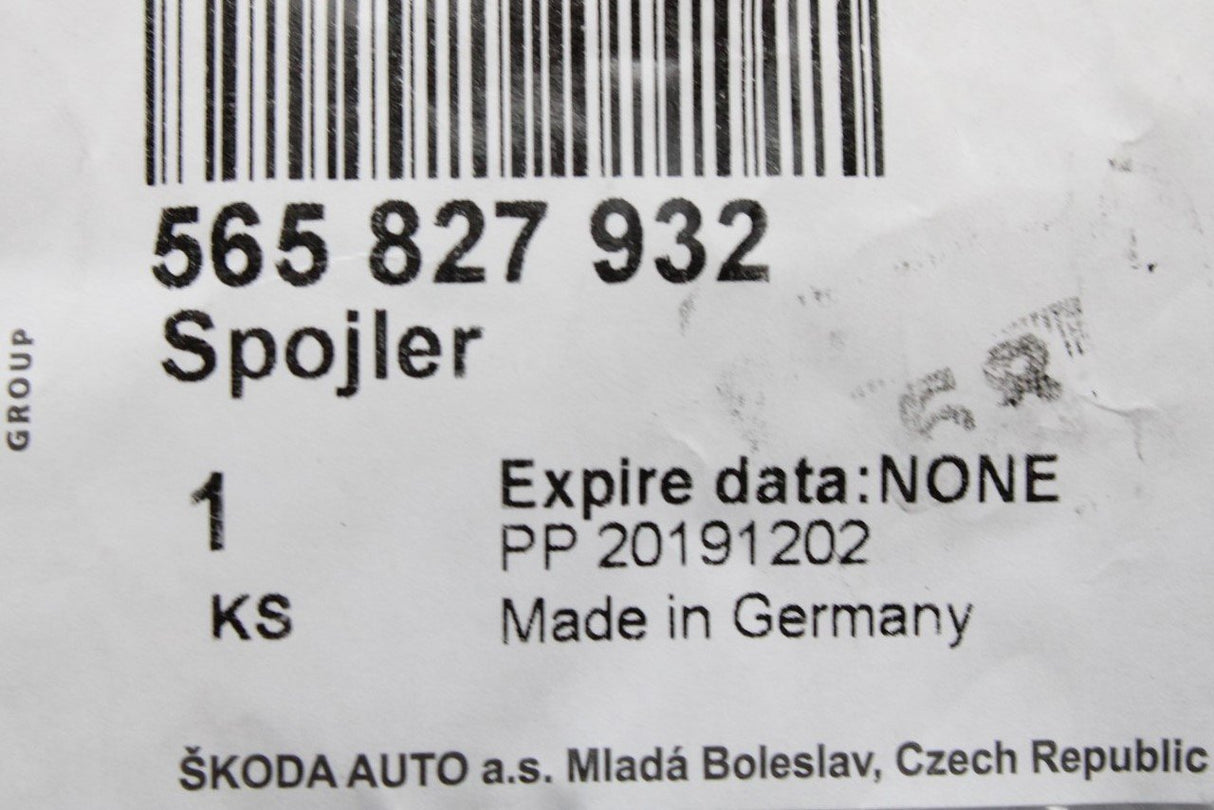 565 827 932
Spojler
GROUP
1
Expire data:NONE
PP 20191202
KS
Made in Germany
ŠKODA AUTO a.s. Mladá Boleslav, Czech Republic